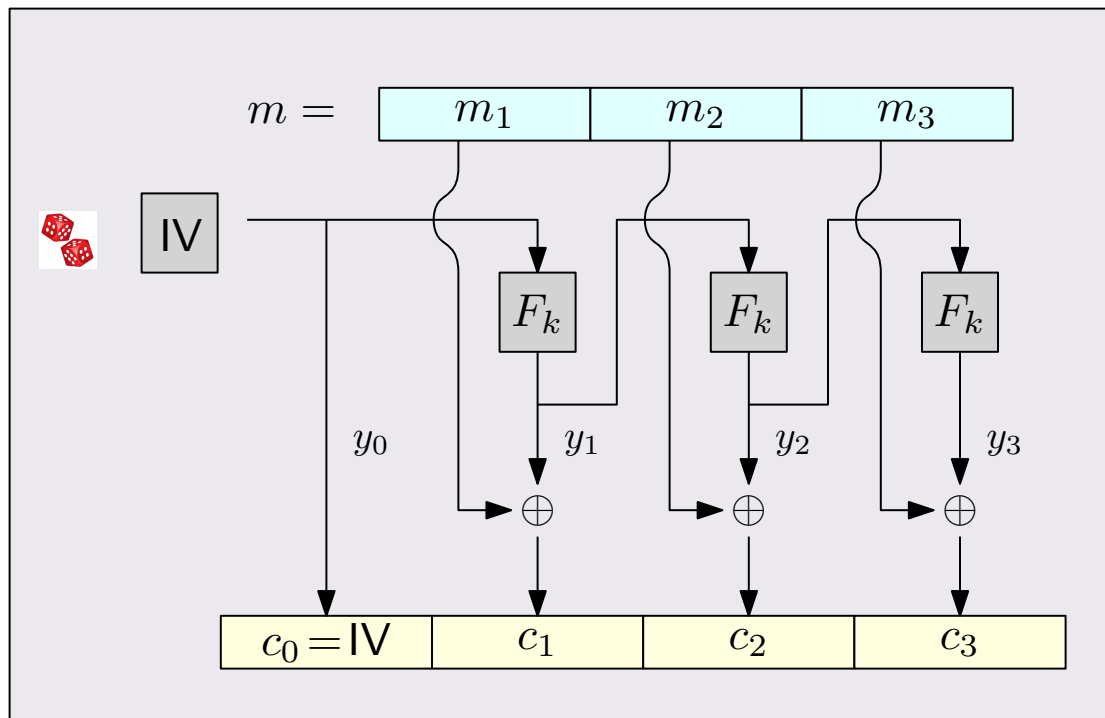 m = m₁ m₂ m₃
IV
Fₖ Fₖ Fₖ
y₀ y₁ y₂ y₃
⊕ ⊕ ⊕
c₀ = IV c₁ c₂ c₃